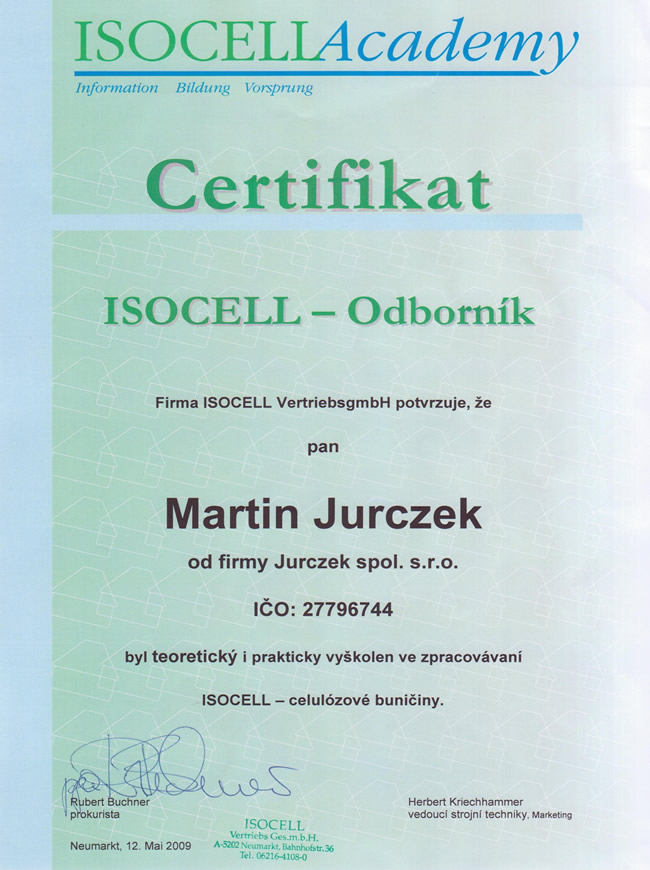 ISOCELLAcademy
Information Bildung Vorsprung
Certifikat
ISOCELL – Odborník
Firma ISOCELL VertriebsgmbH potvrzuje, že
pan
Martin Jurczek
od firmy Jurczek spol. s.r.o.
IČO: 27796744
byl teoretický i prakticky vyškolen ve zpracovávaní
ISOCELL – celulózové buničiny.
Rubert Buchner
prokurista
Herbert Kriechhammer
vedoucí strojní techniky, Marketing
Neumarkt, 12. Mai 2009
ISOCELL
Vertriebs Ges.m.b.H.
A-5202 Neumarkt, Bahnhofstr. 36
Tel. 06216-4108-0